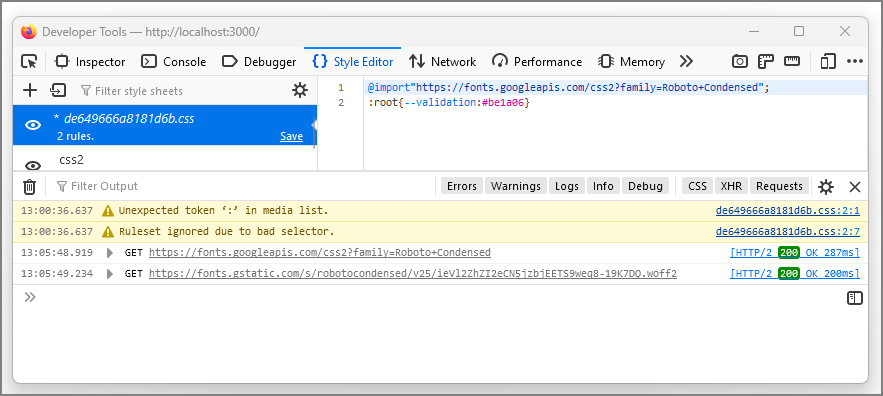 Developer Tools — http://localhost:3000/
Inspector Console Debugger {} Style Editor Network Performance Memory
Filter style sheets
* de649666a8181d6b.css
2 rules. Save
css2
1 @import"https://fonts.googleapis.com/css2?family=Roboto+Condensed";
2 :root{--validation:#be1a06}
Filter Output Errors Warnings Logs Info Debug CSS XHR Requests
13:00:36.637 Unexpected token ‘:’ in media list. de649666a8181d6b.css:2:1
13:00:36.637 Ruleset ignored due to bad selector. de649666a8181d6b.css:2:7
13:05:48.919 GET https://fonts.googleapis.com/css2?family=Roboto+Condensed [HTTP/2 200 OK 287ms]
13:05:49.234 GET https://fonts.gstatic.com/s/robotocondensed/v25/ieVl2ZhZI2eCN5jzbjEETS9weq8-19K7DQ.woff2 [HTTP/2 200 OK 200ms]